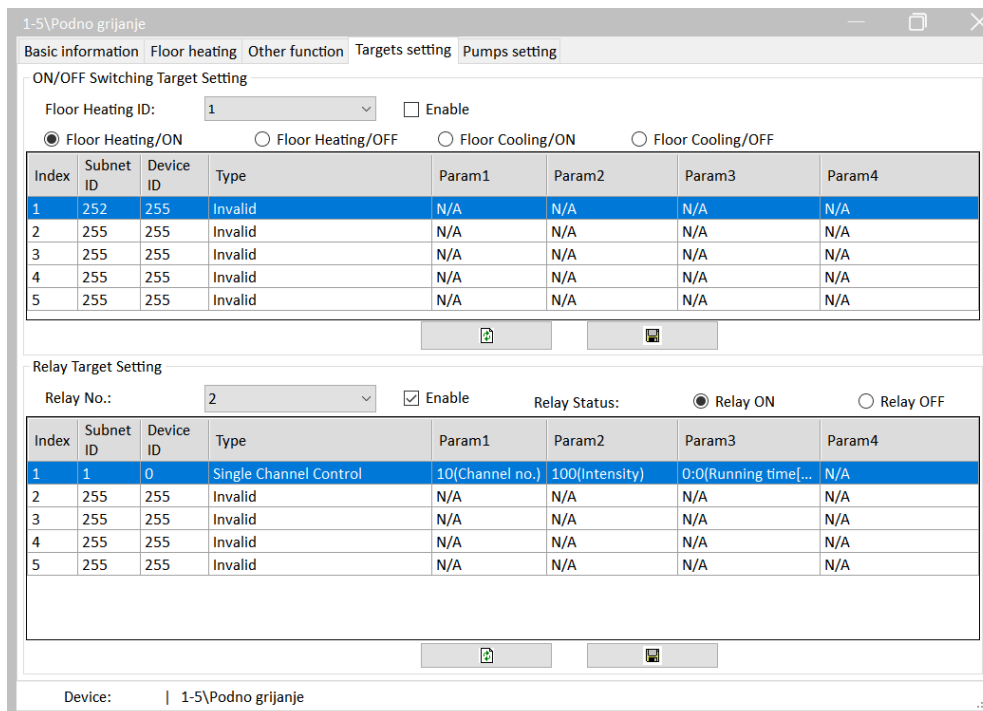 1-5\Podno grijanje
Basic information Floor heating Other function Targets setting Pumps setting
ON/OFF Switching Target Setting
Floor Heating ID: 1 Enable
Floor Heating/ON Floor Heating/OFF Floor Cooling/ON Floor Cooling/OFF
Index Subnet ID Device ID Type Param1 Param2 Param3 Param4
1 252 255 Invalid N/A N/A N/A N/A
2 255 255 Invalid N/A N/A N/A N/A
3 255 255 Invalid N/A N/A N/A N/A
4 255 255 Invalid N/A N/A N/A N/A
5 255 255 Invalid N/A N/A N/A N/A
Relay Target Setting
Relay No.: 2 Enable Relay Status: Relay ON Relay OFF
Index Subnet ID Device ID Type Param1 Param2 Param3 Param4
1 1 0 Single Channel Control 10(Channel no.) 100(Intensity) 0:0(Running time[... N/A
2 255 255 Invalid N/A N/A N/A N/A
3 255 255 Invalid N/A N/A N/A N/A
4 255 255 Invalid N/A N/A N/A N/A
5 255 255 Invalid N/A N/A N/A N/A
Device: | 1-5\Podno grijanje